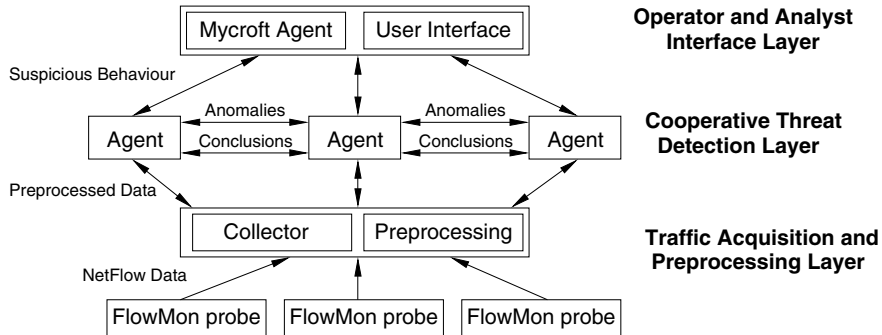 Mycroft Agent
User Interface
Operator and Analyst
Interface Layer
Suspicious Behaviour
Anomalies
Anomalies
Agent
Agent
Agent
Conclusions
Conclusions
Cooperative Threat
Detection Layer
Preprocessed Data
Collector
Preprocessing
Traffic Acquisition and
Preprocessing Layer
NetFlow Data
FlowMon probe
FlowMon probe
FlowMon probe